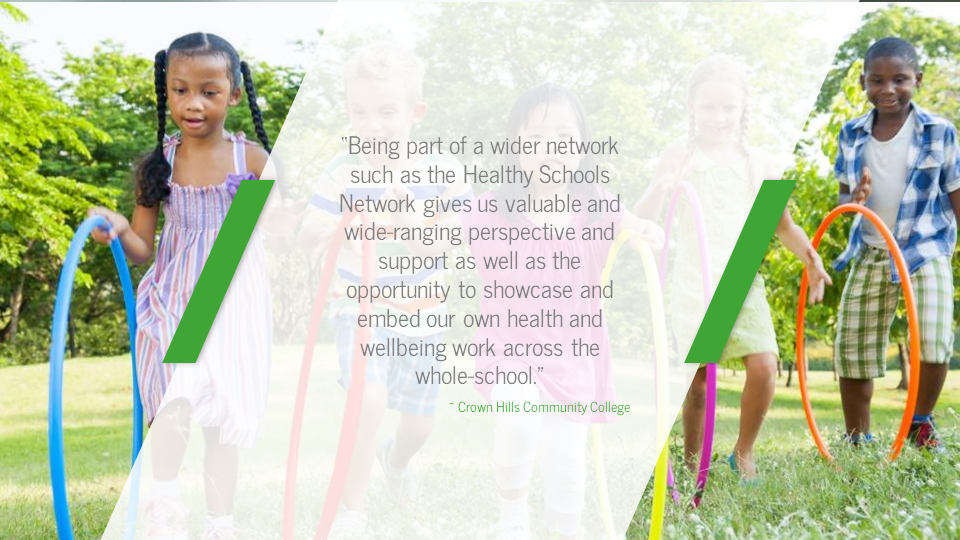 “Being part of a wider network
such as the Healthy Schools
Network gives us valuable and
wide-ranging perspective and
support as well as the
opportunity to showcase and
embed our own health and
wellbeing work across the
whole-school.”
~ Crown Hills Community College